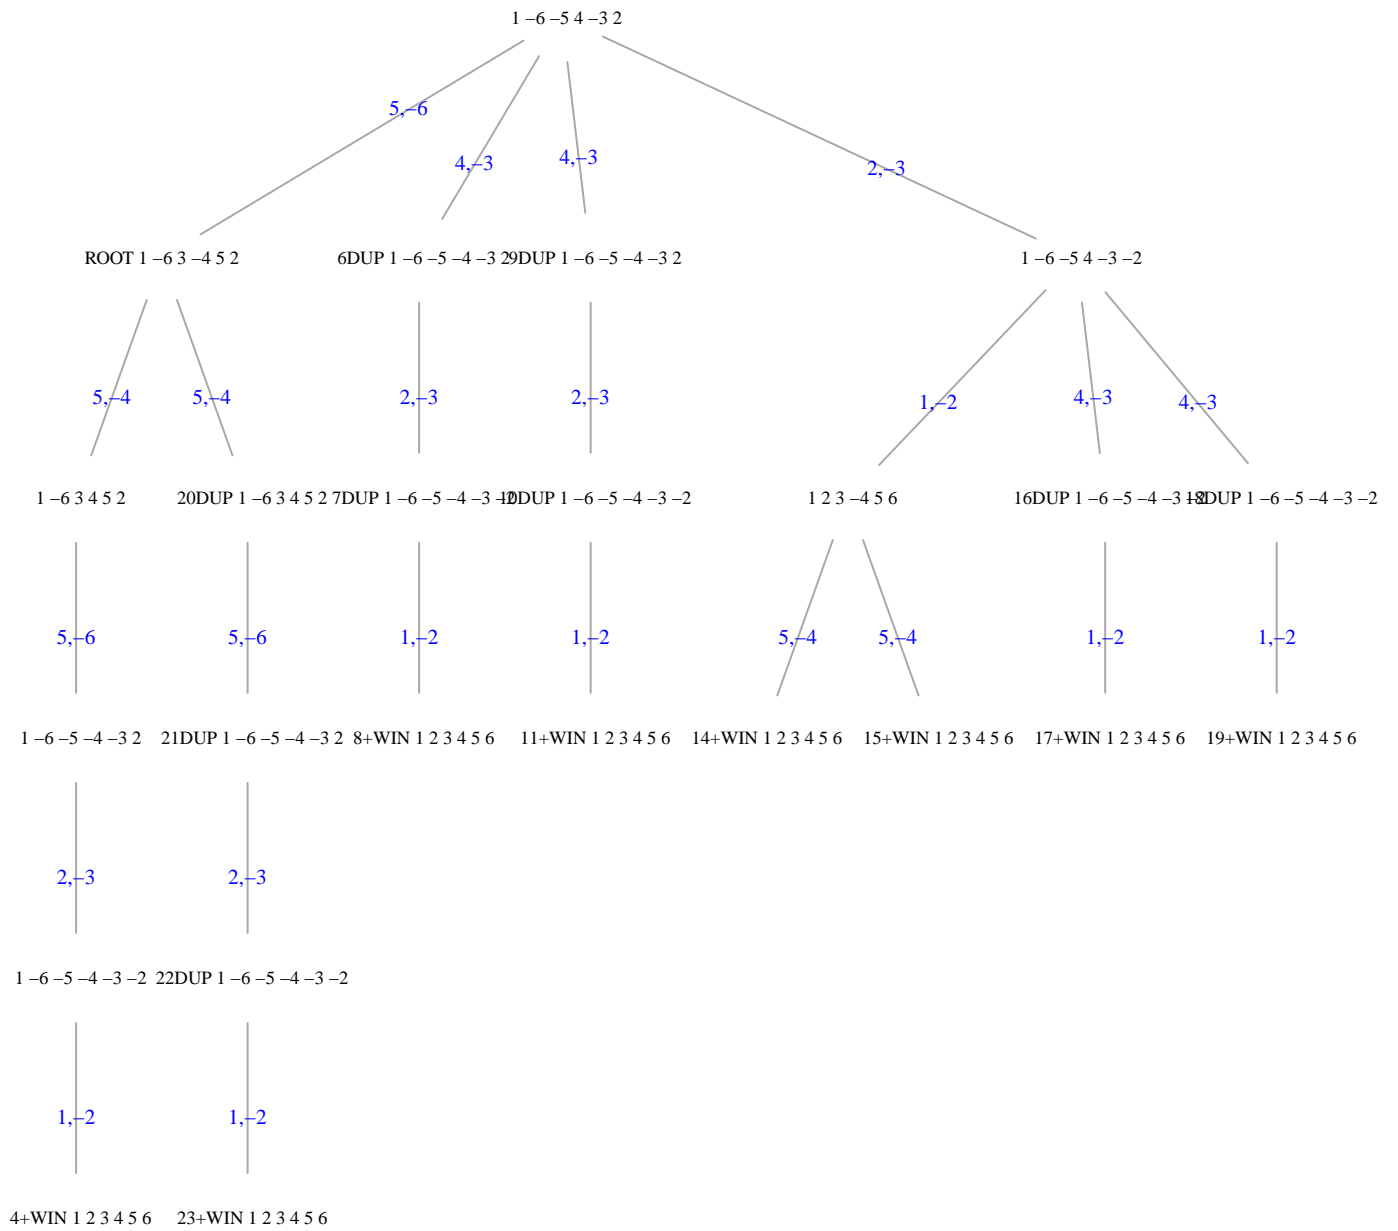 1 –6 –5 4 –3 2
5,–6
4,–3
4,–3
2,–3
ROOT 1 –6 3 –4 5 2
6DUP 1 –6 –5 –4 –3 2
9DUP 1 –6 –5 –4 –3 2
1 –6 –5 4 –3 –2
5,–4
5,–4
2,–3
2,–3
1,–2
4,–3
4,–3
1 –6 3 4 5 2
20DUP 1 –6 3 4 5 2
7DUP 1 –6 –5 –4 –3 –2
10DUP 1 –6 –5 –4 –3 –2
1 2 3 –4 5 6
16DUP 1 –6 –5 –4 –3 –2
18DUP 1 –6 –5 –4 –3 –2
5,–6
5,–6
1,–2
1,–2
5,–4
5,–4
1,–2
1,–2
1 –6 –5 –4 –3 2
21DUP 1 –6 –5 –4 –3 2
8+WIN 1 2 3 4 5 6
11+WIN 1 2 3 4 5 6
14+WIN 1 2 3 4 5 6
15+WIN 1 2 3 4 5 6
17+WIN 1 2 3 4 5 6
19+WIN 1 2 3 4 5 6
2,–3
2,–3
1 –6 –5 –4 –3 –2
22DUP 1 –6 –5 –4 –3 –2
1,–2
1,–2
4+WIN 1 2 3 4 5 6
23+WIN 1 2 3 4 5 6